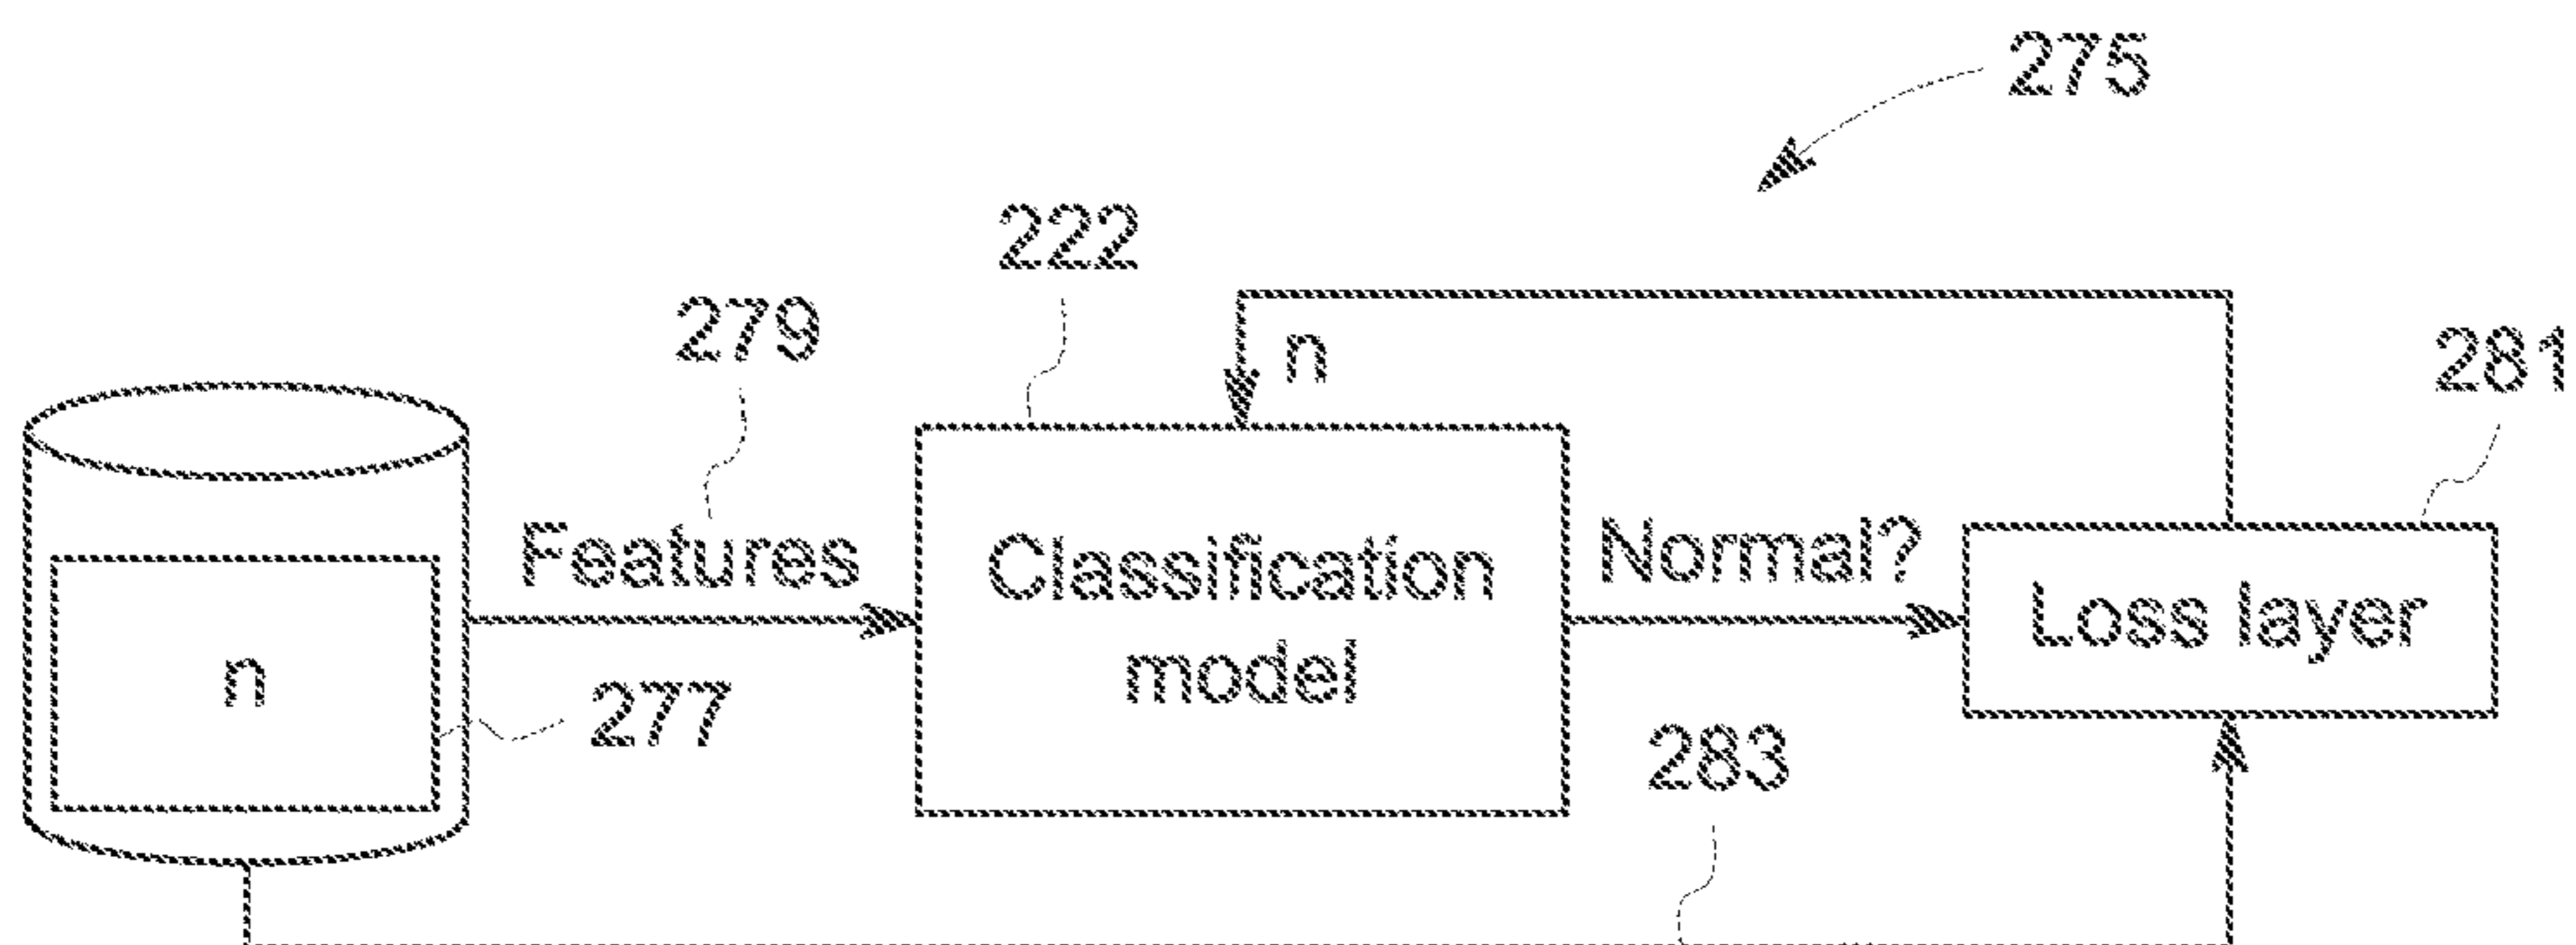 275
222
279
n
281
Features
Classification
model
Normal?
Loss layer
n
277
283